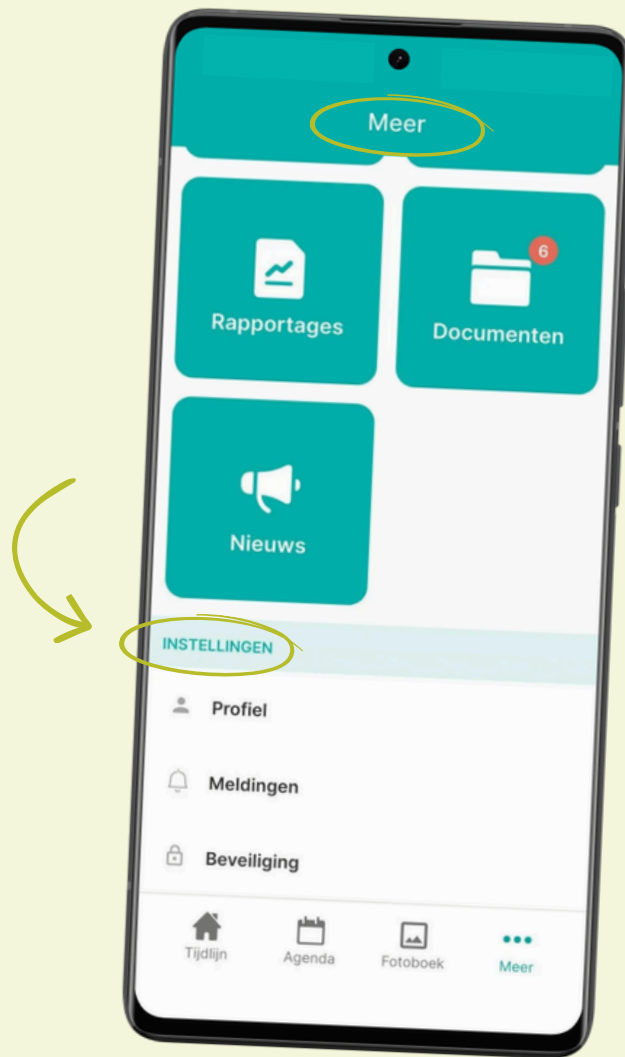 Meer
6
Rapportages
Documenten
Nieuws
INSTELLINGEN
Profiel
Meldingen
Beveiliging
Tijdlijn
Agenda
Fotoboek
Meer